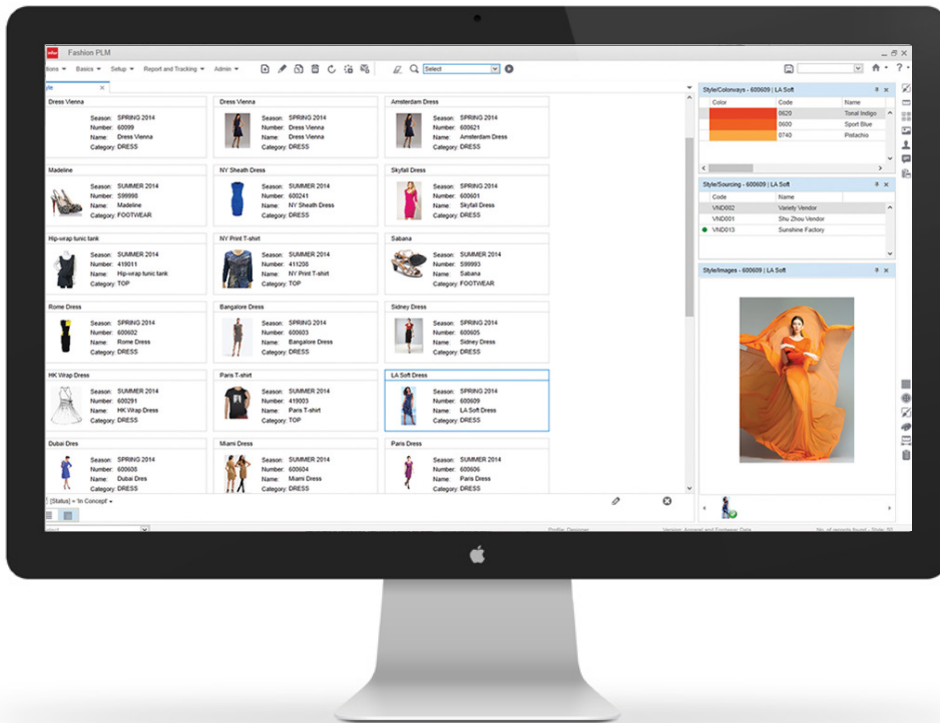 infor Fashion PLM
tions Basics Setup Report and Tracking Admin Select
yle
Dress Vienna
Season: SPRING 2014
Number: 60099
Name: Dress Vienna
Category: DRESS
Dress Vienna
Season: SPRING 2014
Number: Dress Vienna
Name: Dress Vienna
Category: DRESS
Amsterdam Dress
Season: SPRING 2014
Number: 600621
Name: Amsterdam Dress
Category: DRESS
Madeline
Season: SUMMER 2014
Number: S99998
Name: Madeline
Category: FOOTWEAR
NY Sheath Dress
Season: SUMMER 2014
Number: 600241
Name: NY Sheath Dress
Category: DRESS
Skyfall Dress
Season: SUMMER 2014
Number: 600601
Name: Skyfall Dress
Category: DRESS
Hip-wrap tunic tank
Season: SUMMER 2014
Number: 419011
Name: Hip-wrap tunic tank
Category: TOP
NY Print T-shirt
Season: SUMMER 2014
Number: 411208
Name: NY Print T-shirt
Category: TOP
Sabana
Season: SUMMER 2014
Number: S99993
Name: Sabana
Category: FOOTWEAR
Rome Dress
Season: SPRING 2014
Number: 600602
Name: Rome Dress
Category: DRESS
Bangalore Dress
Season: SPRING 2014
Number: 600603
Name: Bangalore Dress
Category: DRESS
Sidney Dress
Season: SPRING 2014
Number: 600605
Name: Sidney Dress
Category: DRESS
HK Wrap Dress
Season: SUMMER 2014
Number: 600291
Name: HK Wrap Dress
Category: DRESS
Paris T-shirt
Season: SUMMER 2014
Number: 419003
Name: Paris T-shirt
Category: TOP
LA Soft Dress
Season: SPRING 2014
Number: 600609
Name: LA Soft Dress
Category: DRESS
Dubai Dres
Season: SPRING 2014
Number: 600608
Name: Dubai Dres
Category: DRESS
Miami Dress
Season: SPRING 2014
Number: 600604
Name: Miami Dress
Category: DRESS
Paris Dress
Season: SPRING 2014
Number: 600606
Name: Paris Dress
Category: DRESS
[Status] = 'In Concept'
Style/Colorways - 600609 | LA Soft
Color Code Name
0620 Tonal Indigo
0600 Sport Blue
0740 Pistachio
Style/Sourcing - 600609 | LA Soft
Code Name
VND002 Variety Vendor
VND001 Shu Zhou Vendor
VND013 Sunshine Factory
Style/Images - 600609 | LA Soft